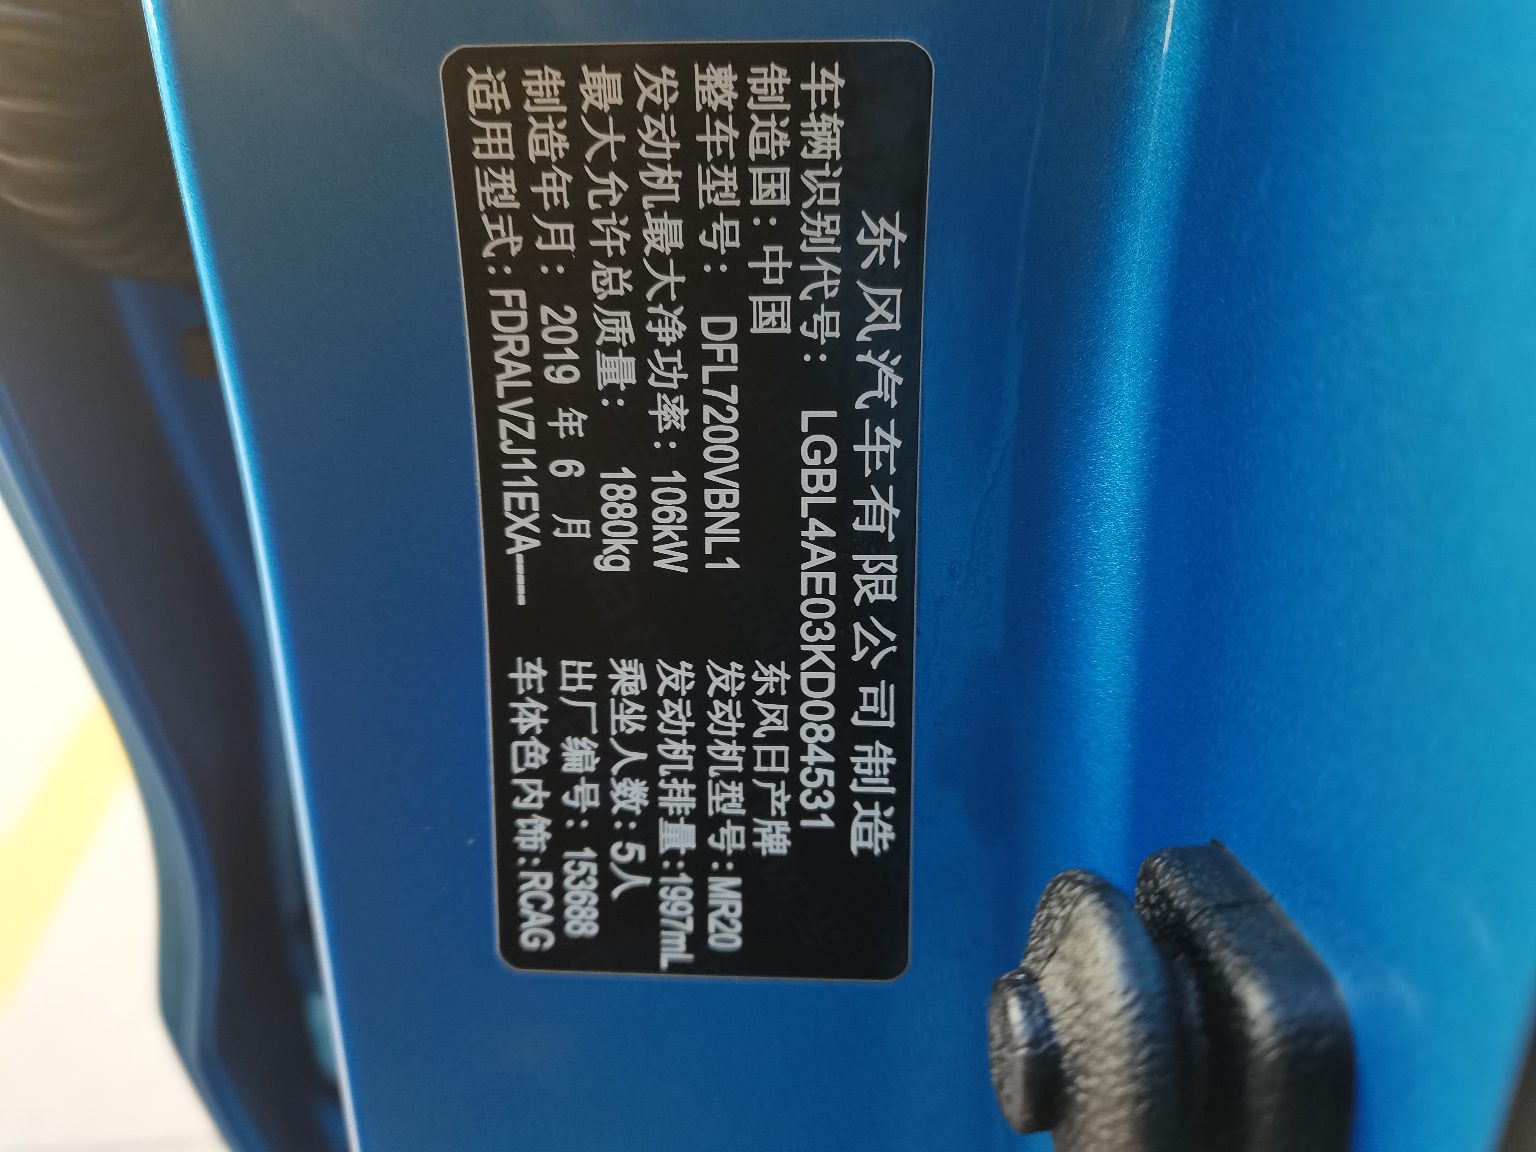 东风汽车有限公司制造
车辆识别代号： LGBL4AE03KD084531
制造国：中国 东风日产牌
整车型号： DFL7200VBNL1 发动机型号：MR20
发动机最大净功率：106kW 发动机排量：1997mL
最大允许总质量： 1880kg 乘坐人数：5人
制造年月： 2019 年 6 月 出厂编号：153688
适用型式：FDRALVZJ11EXA----- 车体色内饰：RCAG